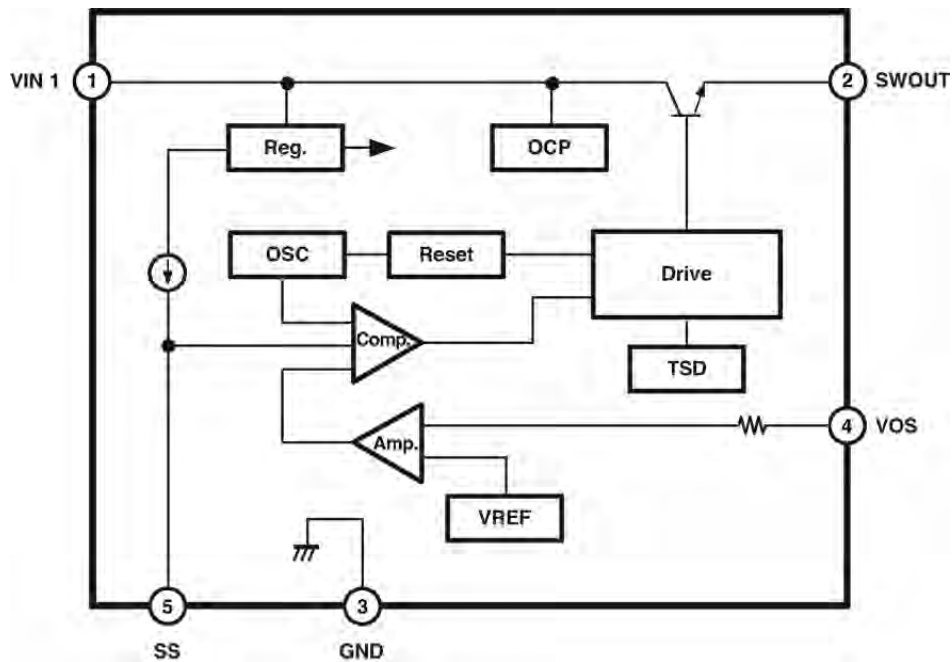 VIN 1
1
2
SWOUT
Reg.
OCP
OSC
Reset
Drive
Comp.
TSD
Amp.
4
VOS
VREF
5
3
SS
GND